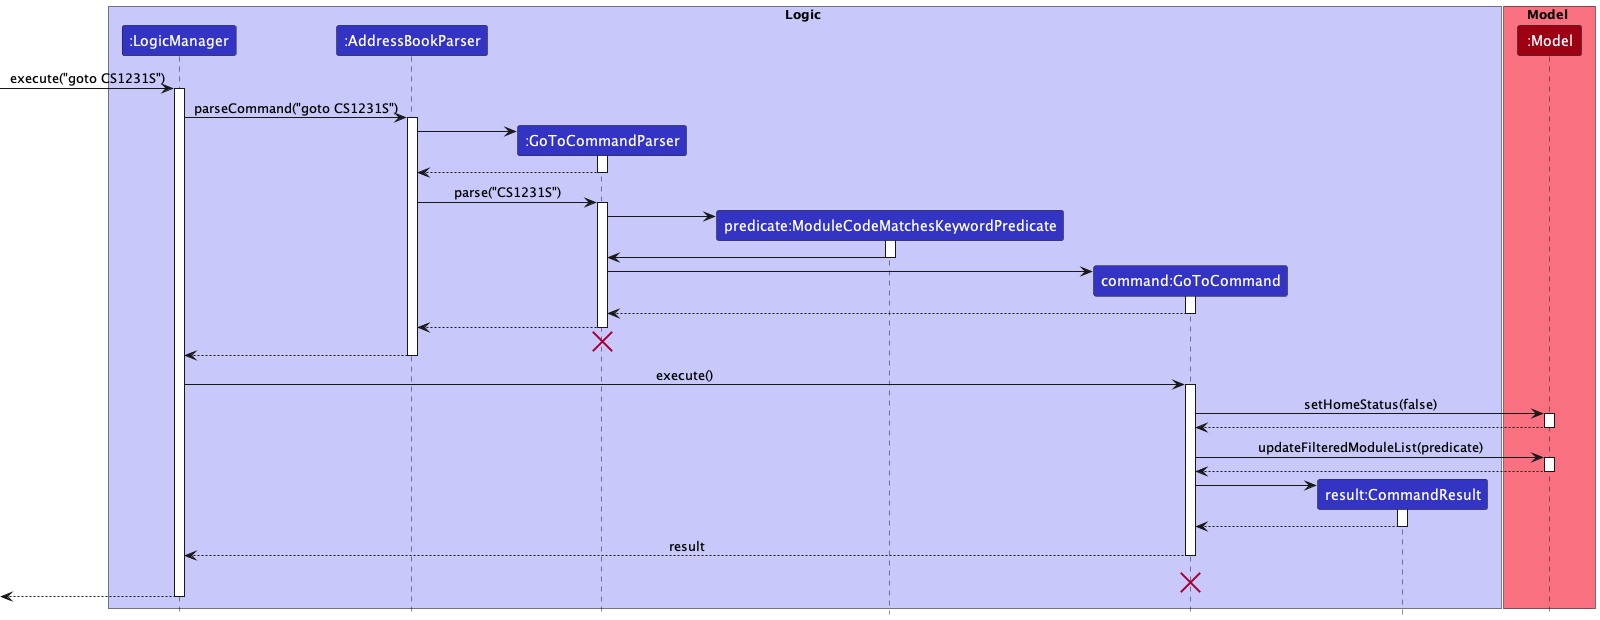 Logic
Model
:LogicManager
:AddressBookParser
:Model
execute("goto CS1231S")
parseCommand("goto CS1231S")
:GoToCommandParser
parse("CS1231S")
predicate:ModuleCodeMatchesKeywordPredicate
command:GoToCommand
execute()
setHomeStatus(false)
updateFilteredModuleList(predicate)
result:CommandResult
result